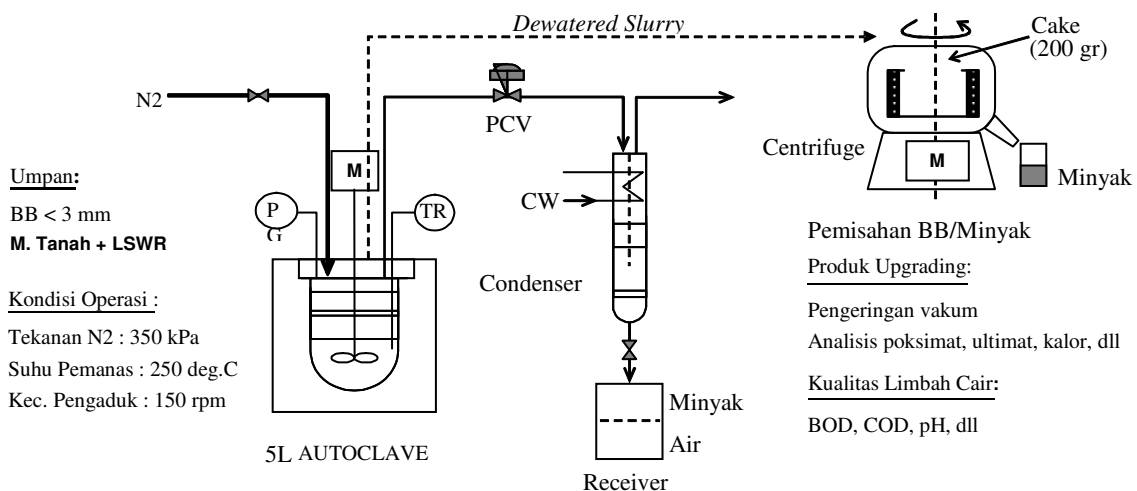 Dewatered Slurry
Cake
(200 gr)
N2
PCV
Centrifuge
M
Minyak
M
Umpan:
BB < 3 mm
M. Tanah + LSWR
P
G
TR
CW
Condenser
Kondisi Operasi :
Tekanan N2 : 350 kPa
Suhu Pemanas : 250 deg.C
Kec. Pengaduk : 150 rpm
5L AUTOCLAVE
Minyak
Air
Receiver
Pemisahan BB/Minyak
Produk Upgrading:
Pengeringan vakum
Analisis poksimat, ultimat, kalor, dll
Kualitas Limbah Cair:
BOD, COD, pH, dll